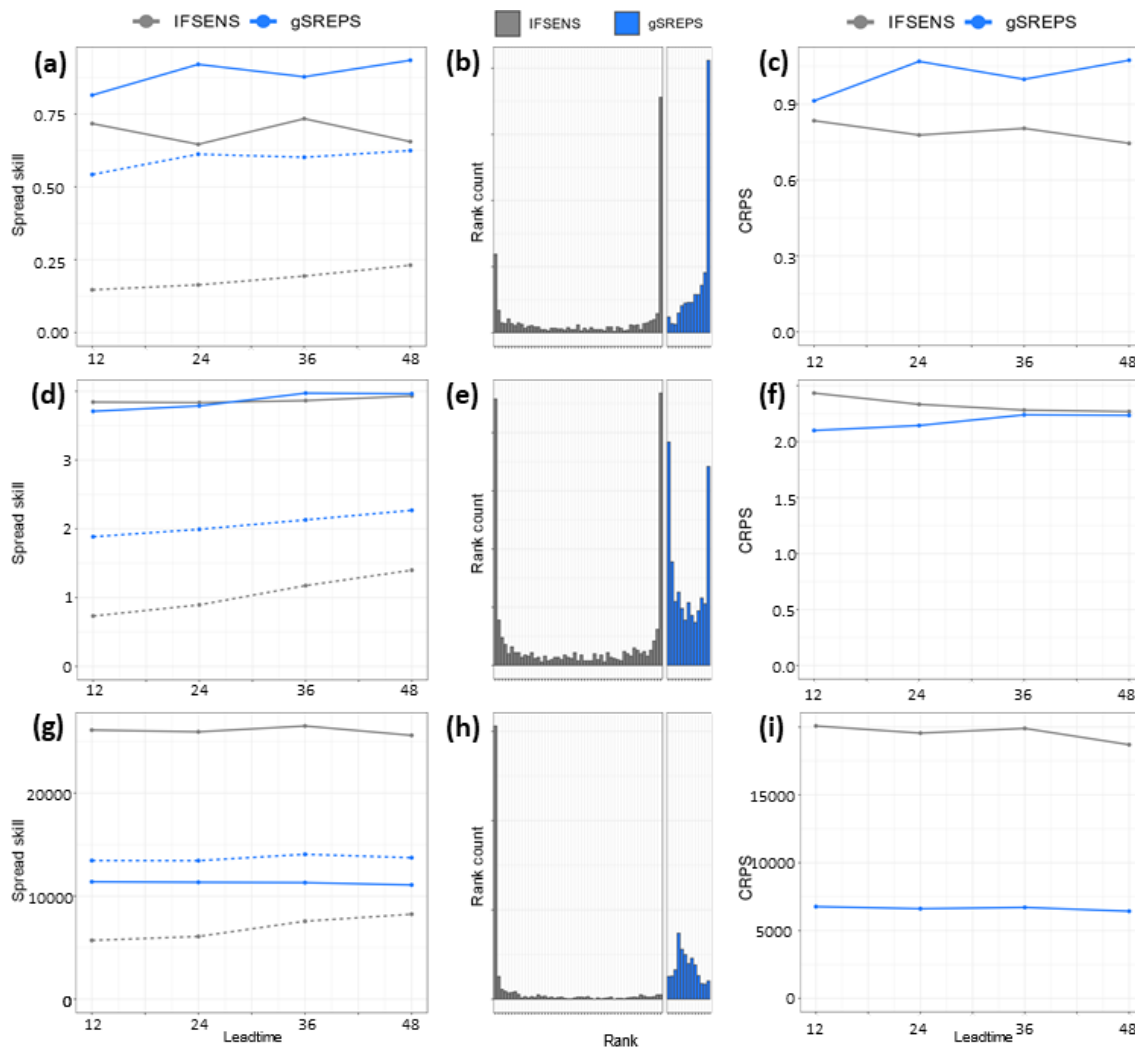 IFSENS gSREPS
IFSENS gSREPS
IFSENS gSREPS
(a)
Spread skill
0.75
0.50
0.25
0.00
12 24 36 48
(b)
Rank count
(c)
CRPS
0.9
0.6
0.3
0.0
12 24 36 48
(d)
Spread skill
3
2
1
0
12 24 36 48
(e)
Rank count
(f)
CRPS
2.0
1.5
1.0
0.5
0.0
12 24 36 48
(g)
Spread skill
20000
10000
0
12 24 36 48
Leadtime
(h)
Rank count
Rank
(i)
CRPS
15000
10000
5000
0
12 24 36 48
Leadtime